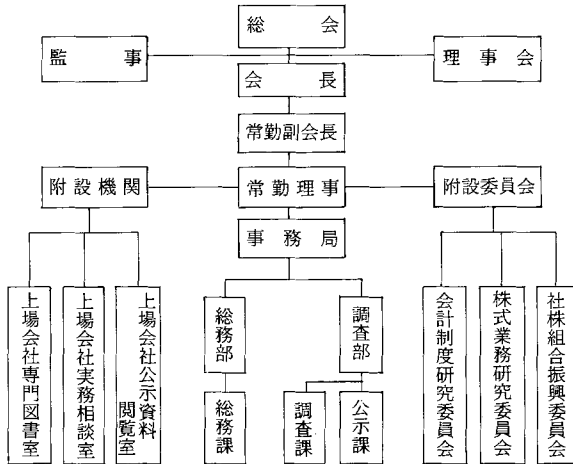 総会
監事
理事会
会長
常勤副会長
附設機関
常勤理事
附設委員会
事務局
上場会社専門図書室
上場会社実務相談室
上場会社公示資料
閲覧室
総務部
調査部
総務課
調査課
公示課
会計制度研究委員会
株式業務研究委員会
社株組合振興委員会